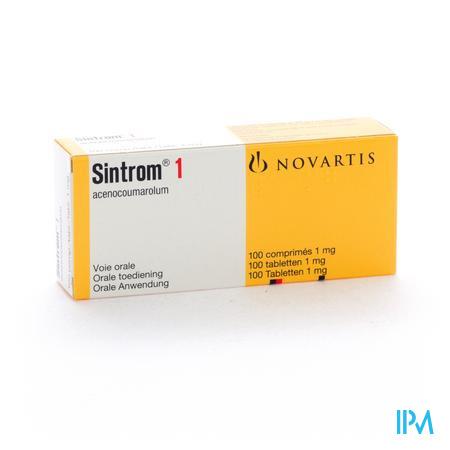 Sintrom® 1
acenocoumarolum
Voie orale
Orale toediening
Orale Anwendung
NOVARTIS
100 comprimés 1 mg
100 tabletten 1 mg
100 Tabletten 1 mg
IPM